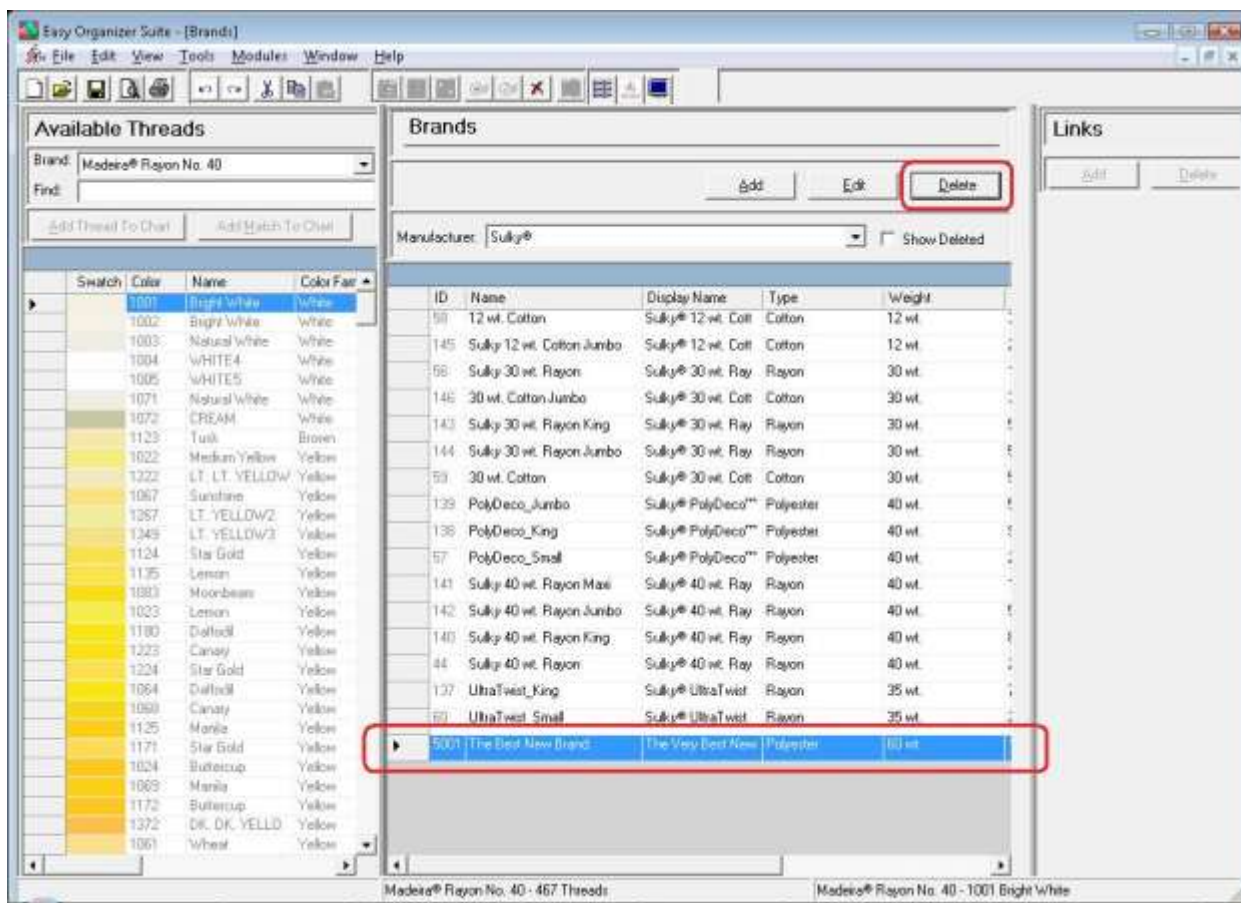 Easy Organizer Suite - [Brands]
File Edit View Tools Modules Window Help
Available Threads
Brand: Madeira® Rayon No. 40
Find:
Add Thread To Chart Add Match To Chart
Swatch Color Name Color Fam
1001 Bright White White
1002 Bright White White
1003 Natural White White
1004 WHITE4 White
1005 WHITE5 White
1071 Natural White White
1072 CREAM White
1123 Tusk Brown
1022 Medium Yellow Yellow
1222 LT. LT. YELLOW Yellow
1067 Sunshine Yellow
1267 LT. YELLOW2 Yellow
1349 LT. YELLOW3 Yellow
1124 Star Gold Yellow
1135 Lemon Yellow
1083 Moonbeam Yellow
1023 Lemon Yellow
1180 Daffodil Yellow
1223 Canary Yellow
1224 Star Gold Yellow
1064 Daffodil Yellow
1068 Canary Yellow
1125 Manila Yellow
1171 Star Gold Yellow
1024 Buttercup Yellow
1069 Manila Yellow
1172 Buttercup Yellow
1372 DK. DK. YELLO Yellow
1061 Wheat Yellow
Brands
Add Edit Delete
Manufacturer: Sulky® Show Deleted
ID Name Display Name Type Weight
58 12 wt. Cotton Sulky® 12 wt. Cott Cotton 12 wt.
145 Sulky 12 wt. Cotton Jumbo Sulky® 12 wt. Cott Cotton 12 wt.
56 Sulky 30 wt. Rayon Sulky® 30 wt. Ray Rayon 30 wt.
146 30 wt. Cotton Jumbo Sulky® 30 wt. Cott Cotton 30 wt.
143 Sulky 30 wt. Rayon King Sulky® 30 wt. Ray Rayon 30 wt.
144 Sulky 30 wt. Rayon Jumbo Sulky® 30 wt. Ray Rayon 30 wt.
59 30 wt. Cotton Sulky® 30 wt. Cott Cotton 30 wt.
139 PolyDeco_Jumbo Sulky® PolyDeco™ Polyester 40 wt.
138 PolyDeco_King Sulky® PolyDeco™ Polyester 40 wt.
57 PolyDeco_Small Sulky® PolyDeco™ Polyester 40 wt.
141 Sulky 40 wt. Rayon Maxi Sulky® 40 wt. Ray Rayon 40 wt.
142 Sulky 40 wt. Rayon Jumbo Sulky® 40 wt. Ray Rayon 40 wt.
140 Sulky 40 wt. Rayon King Sulky® 40 wt. Ray Rayon 40 wt.
44 Sulky 40 wt. Rayon Sulky® 40 wt. Ray Rayon 40 wt.
137 UltraTwist_King Sulky® UltraTwist Rayon 35 wt.
60 UltraTwist_Small Sulky® UltraTwist Rayon 35 wt.
5001 The Best New Brand The Very Best New Polyester 60 wt
Links
Add Delete
Madeira® Rayon No. 40 - 467 Threads Madeira® Rayon No. 40 - 1001 Bright White